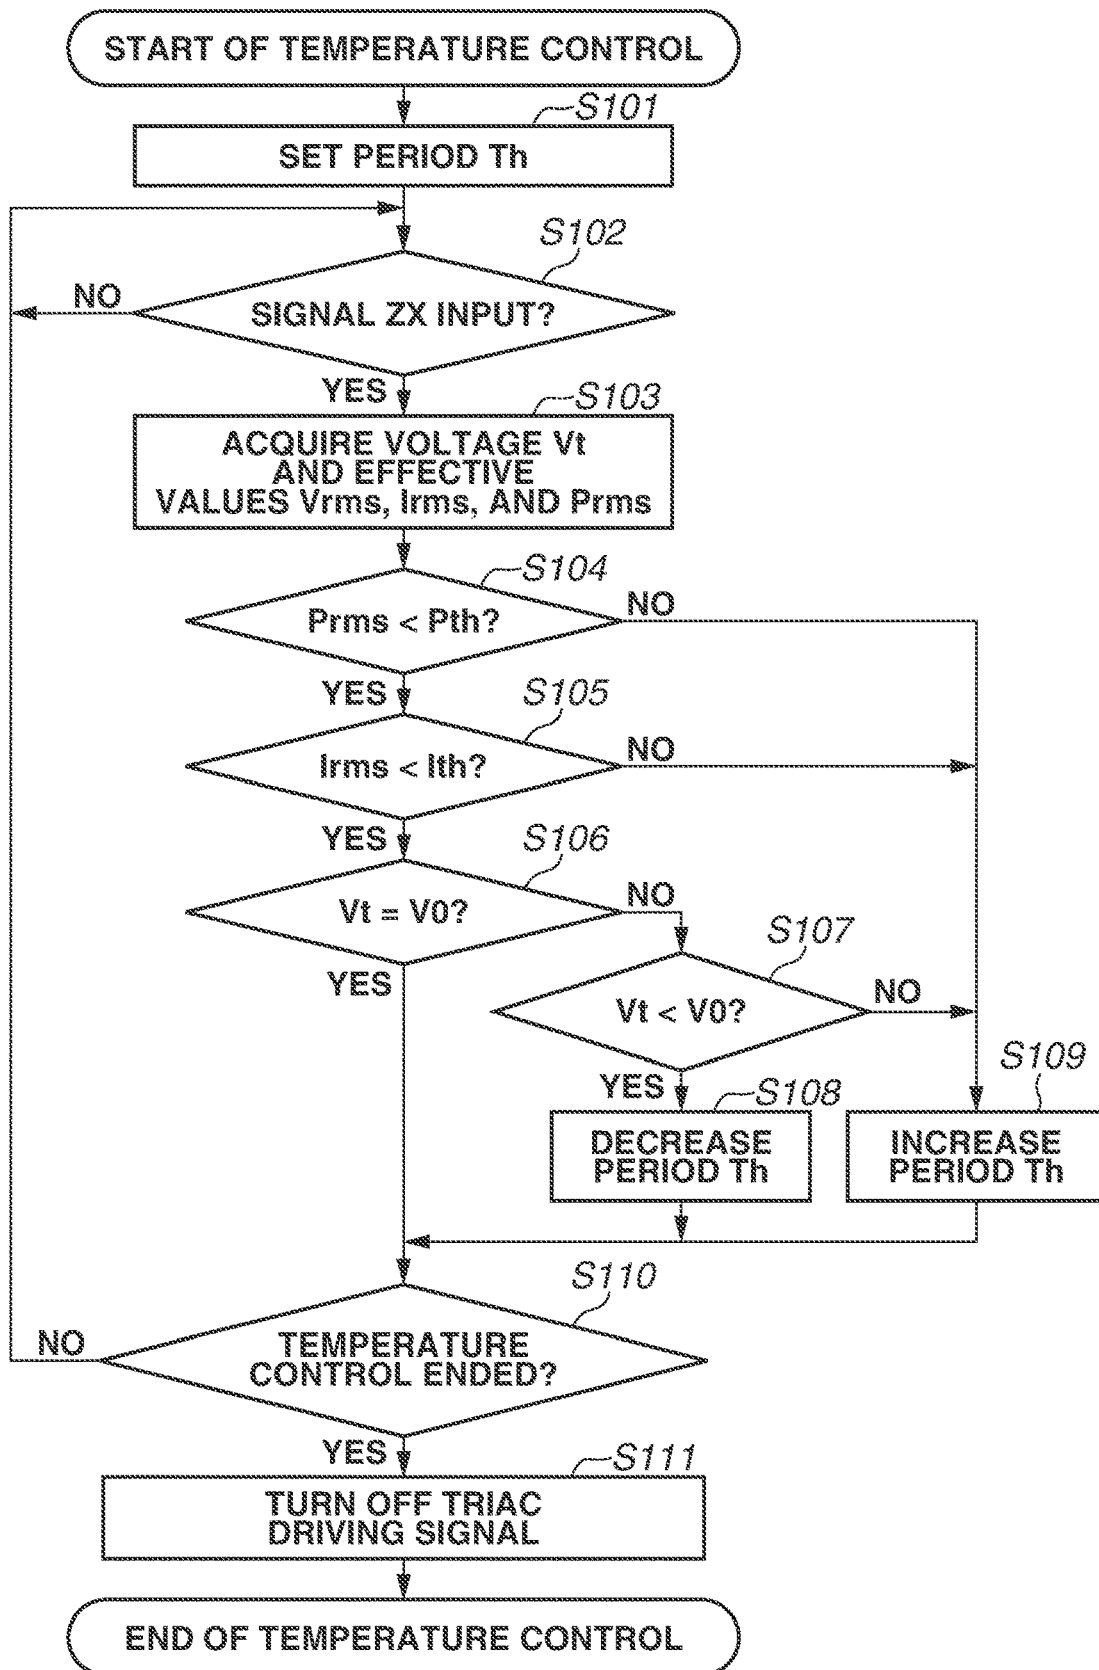 START OF TEMPERATURE CONTROL
S101
SET PERIOD Th
S102
NO
SIGNAL ZX INPUT?
YES
S103
ACQUIRE VOLTAGE Vt
AND EFFECTIVE
VALUES Vrms, Irms, AND Prms
S104
Prms < Pth?
NO
YES
S105
Irms < Ith?
NO
YES
S106
Vt = V0?
NO
YES
S107
Vt < V0?
NO
YES
S108
DECREASE
PERIOD Th
S109
INCREASE
PERIOD Th
S110
NO
TEMPERATURE
CONTROL ENDED?
YES
S111
TURN OFF TRIAC
DRIVING SIGNAL
END OF TEMPERATURE CONTROL